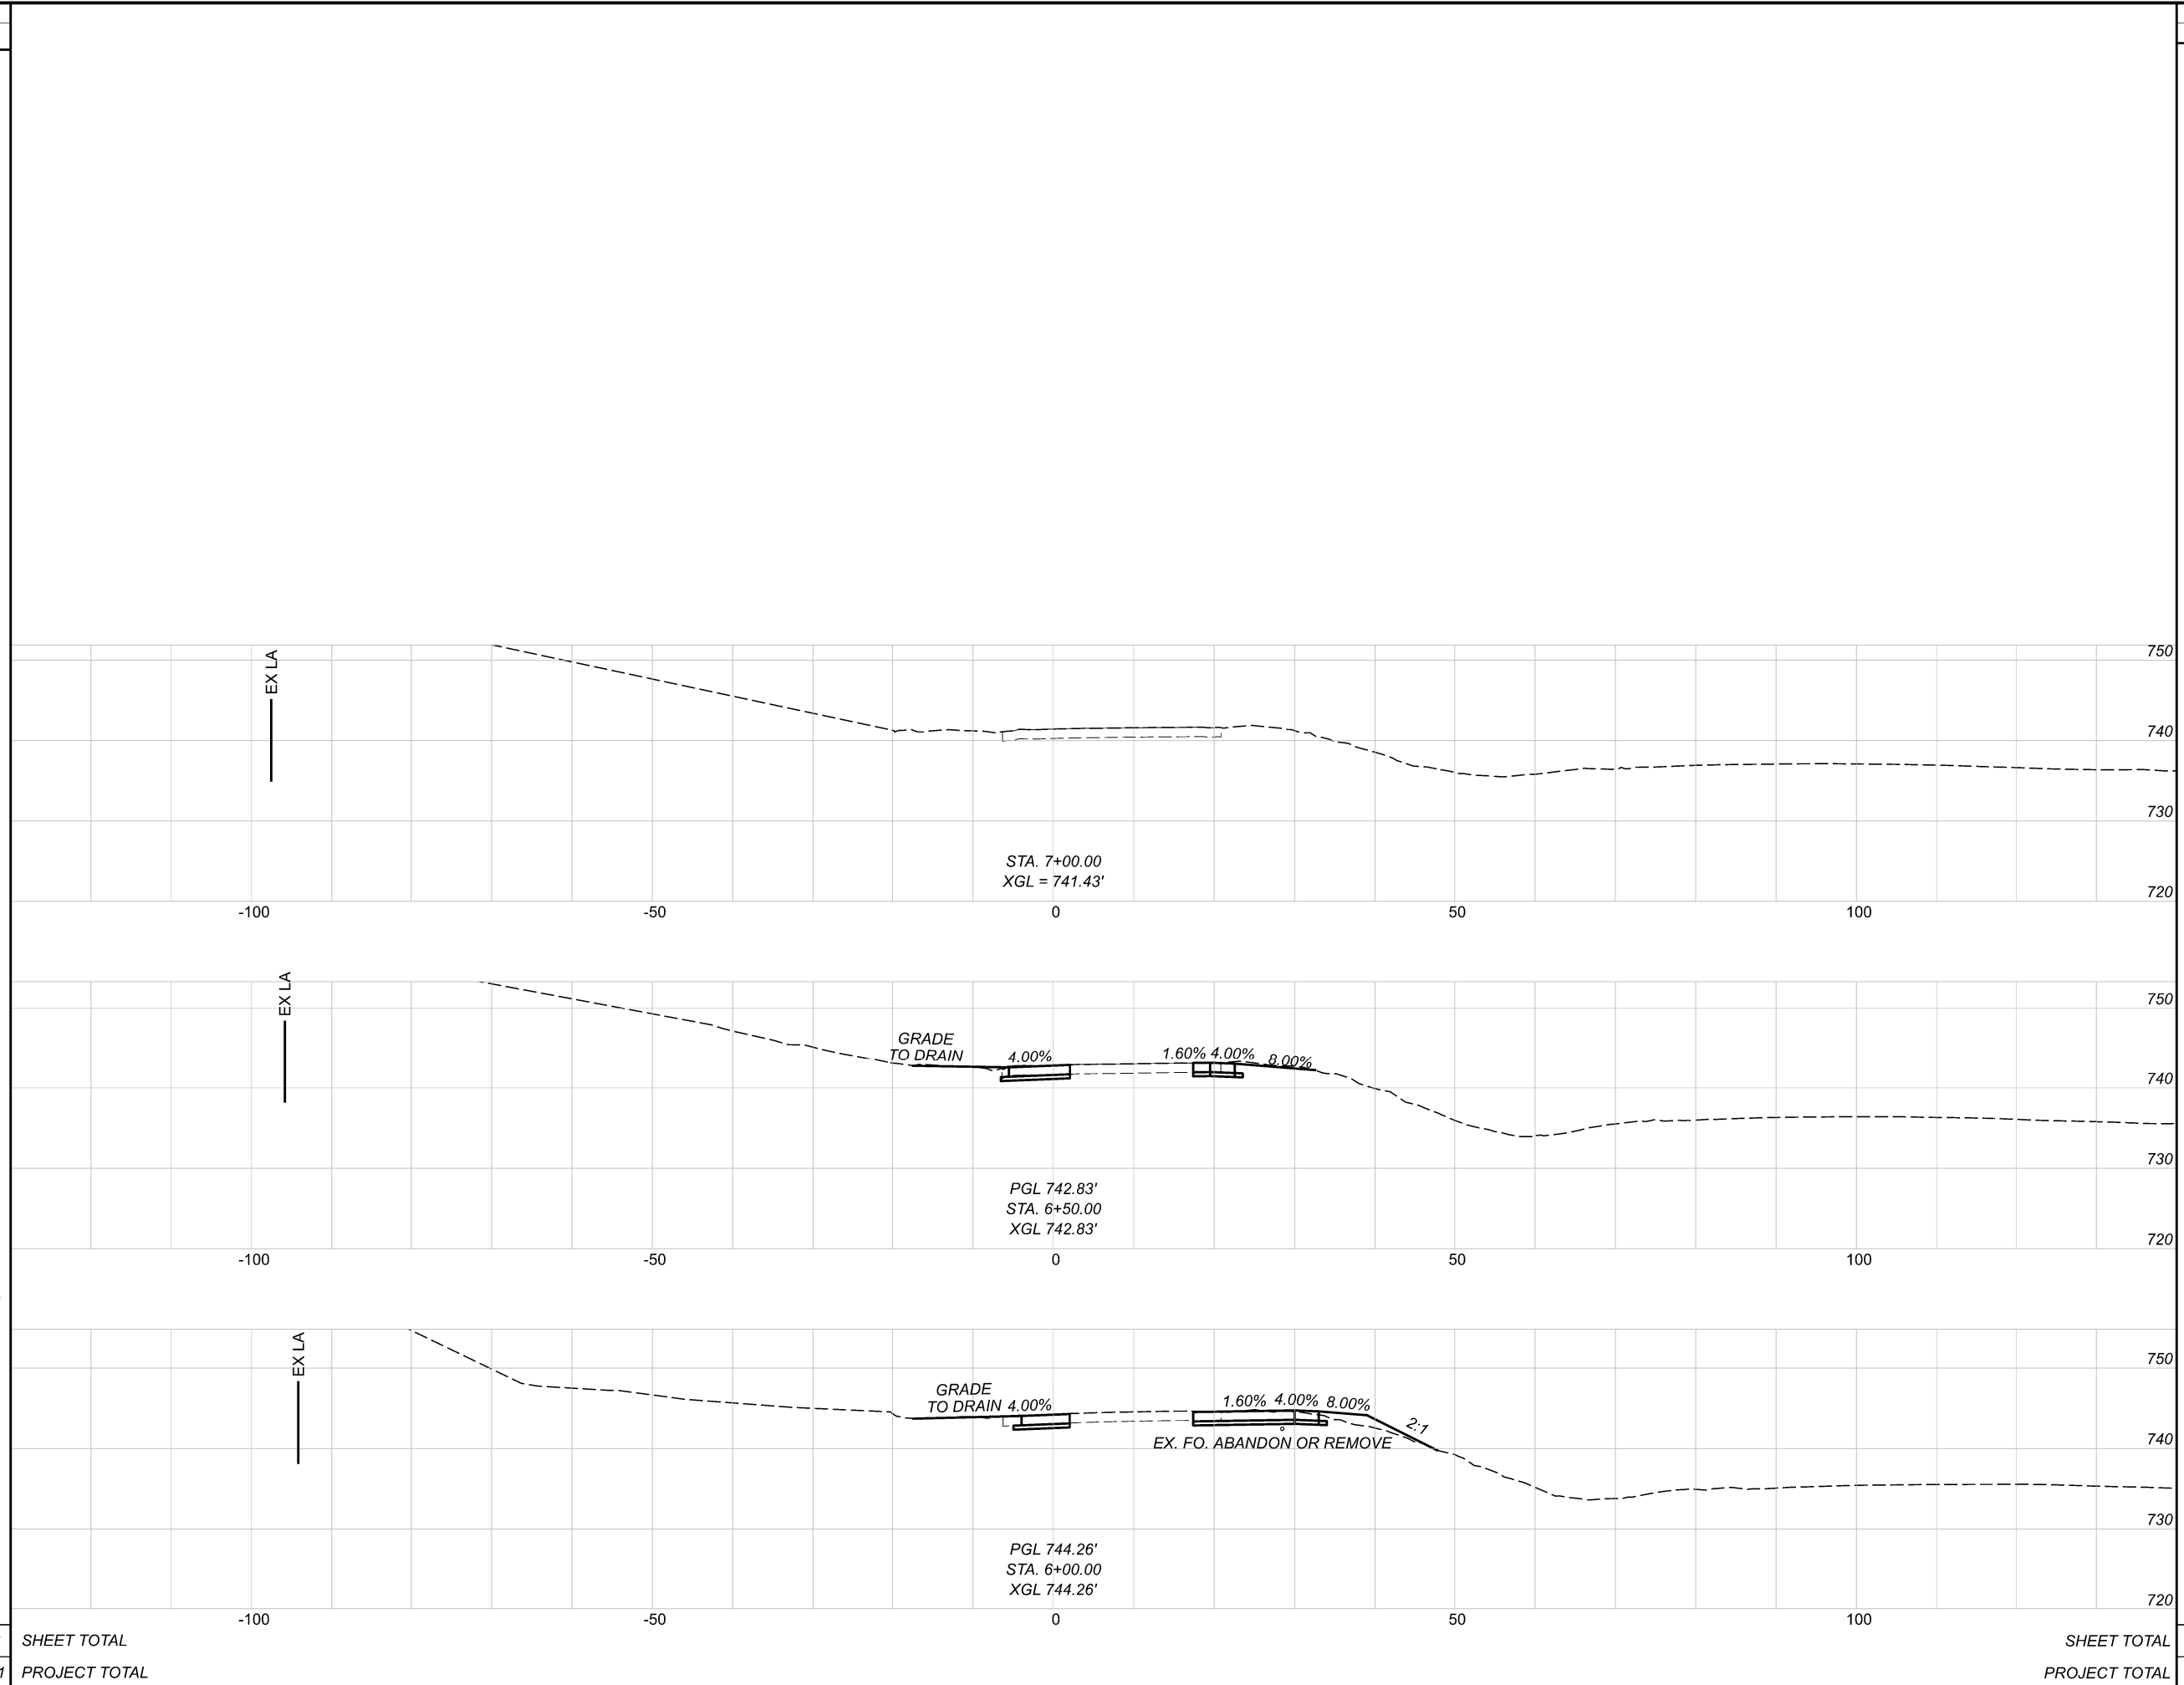 EX LA
750
740
730
STA. 7+00.00
XGL = 741.43'
720
-100 -50 0 50 100
EX LA
750
GRADE
TO DRAIN 4.00% 1.60% 4.00% 8.00%
740
730
PGL 742.83'
STA. 6+50.00
XGL 742.83'
720
-100 -50 0 50 100
EX LA
750
GRADE
TO DRAIN 4.00% 1.60% 4.00% 8.00% 2:1
EX. FO. ABANDON OR REMOVE 740
730
PGL 744.26'
STA. 6+00.00
XGL 744.26'
720
-100 -50 0 50 100
SHEET TOTAL SHEET TOTAL
PROJECT TOTAL PROJECT TOTAL